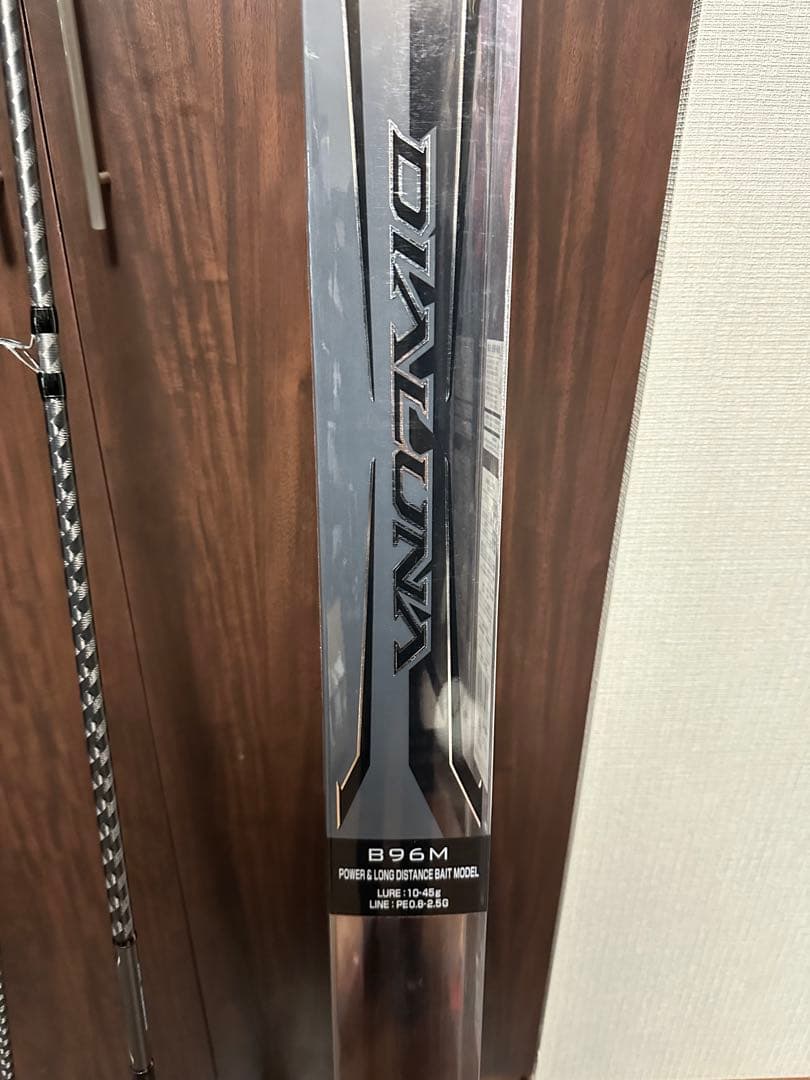 DIALUNA
B96M
POWER & LONG DISTANCE BAIT MODEL
LURE : 10-45g
LINE : PE0.8-2.5G